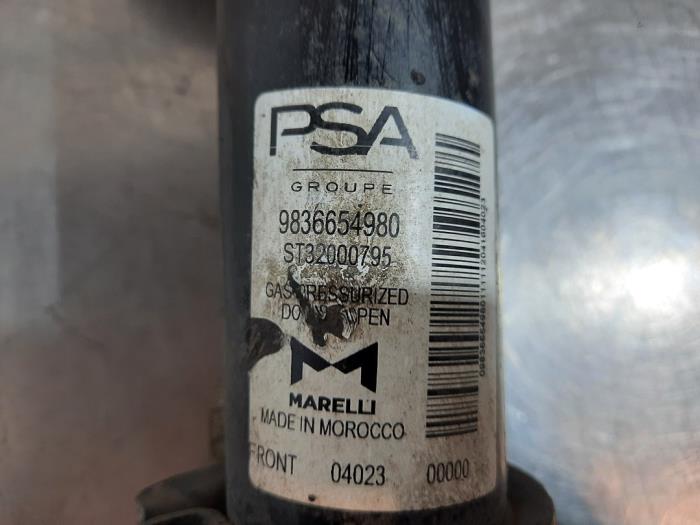 PSA
GROUPE
9836654980
ST32000795
GAS PRESSURIZED
OPEN
MARELLI
MADE IN MOROCCO
FRONT 04023 00000